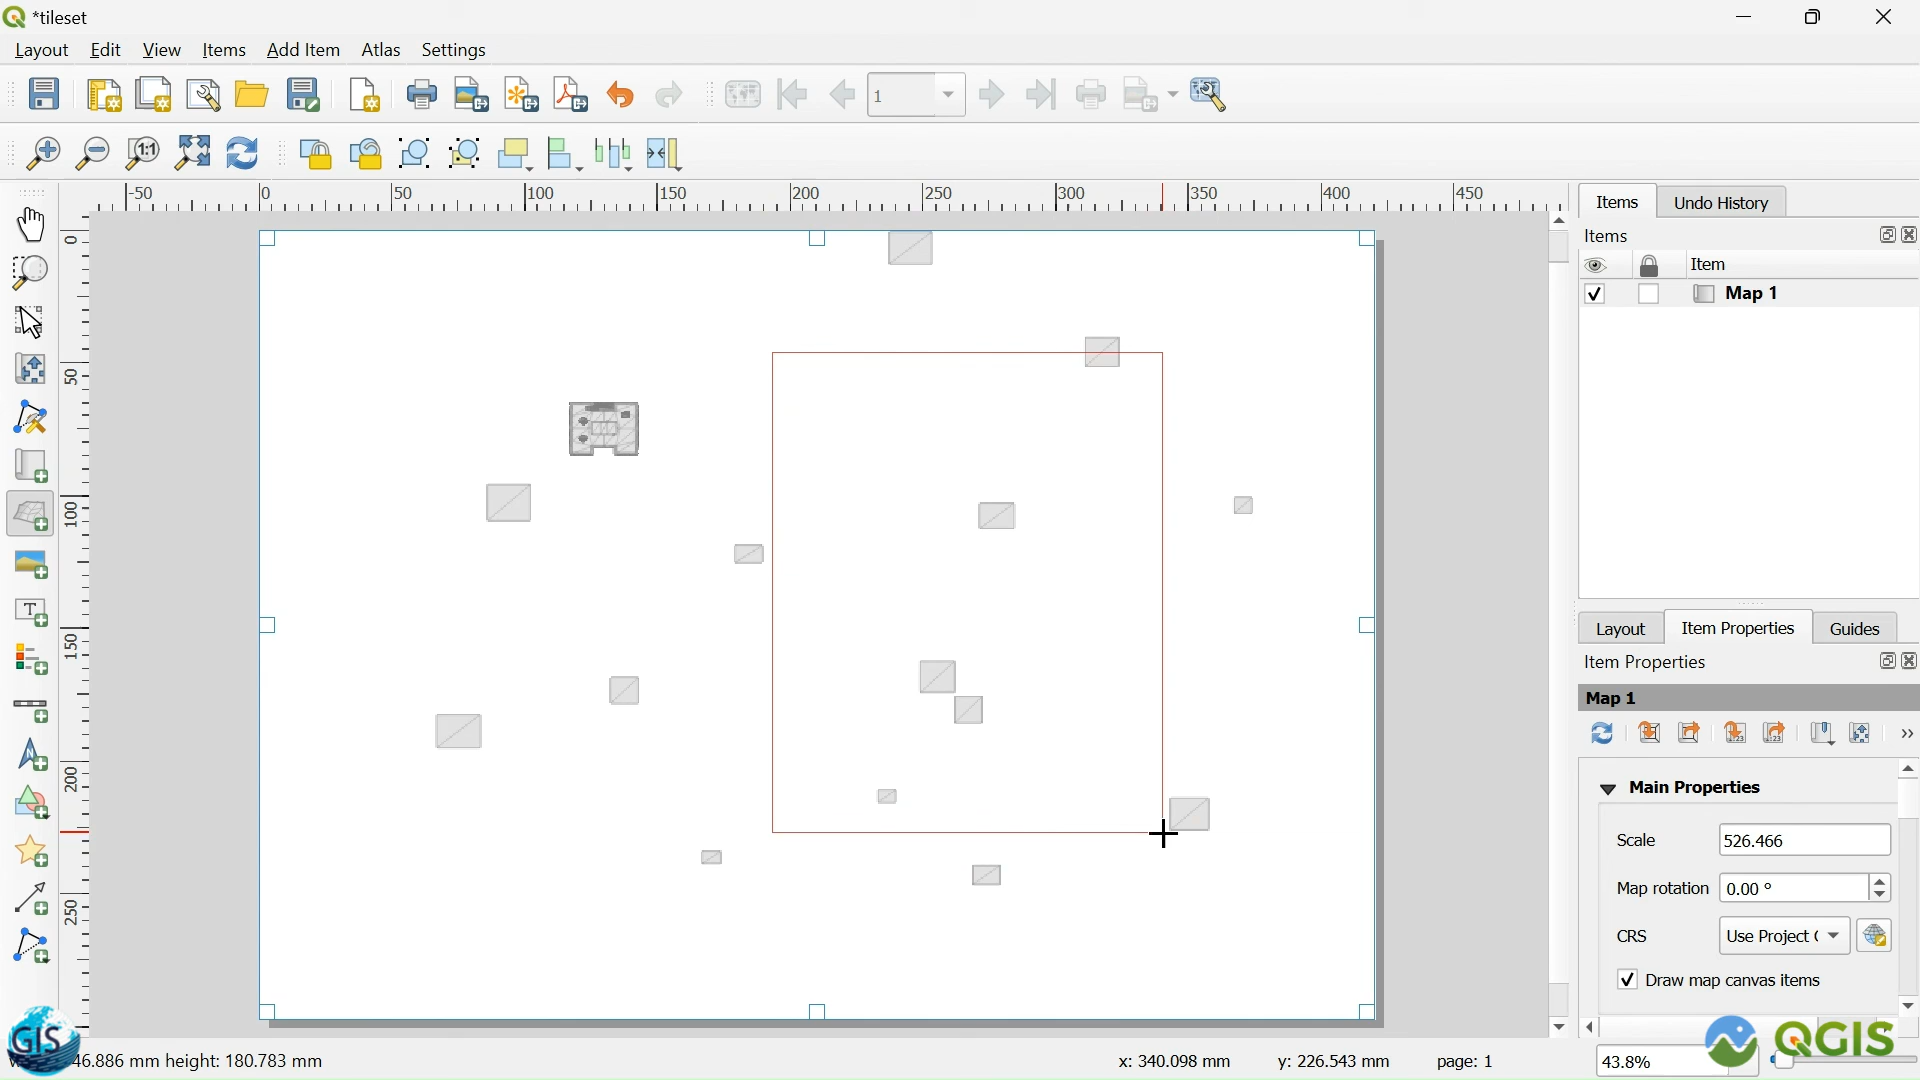 *tileset
Layout Edit View Items Add Item Atlas Settings
1
-50 0 50 100 150 200 250 300 350 400 450
0
50
100
150
200
250
Items Undo History
Items
Item
Map 1
Layout Item Properties Guides
Item Properties
Map 1
Main Properties
Scale 526.466
Map rotation 0.00 °
CRS Use Project (
Draw map canvas items
GIS
46.886 mm height: 180.783 mm
x: 340.098 mm y: 226.543 mm page: 1
43.8%
QGIS